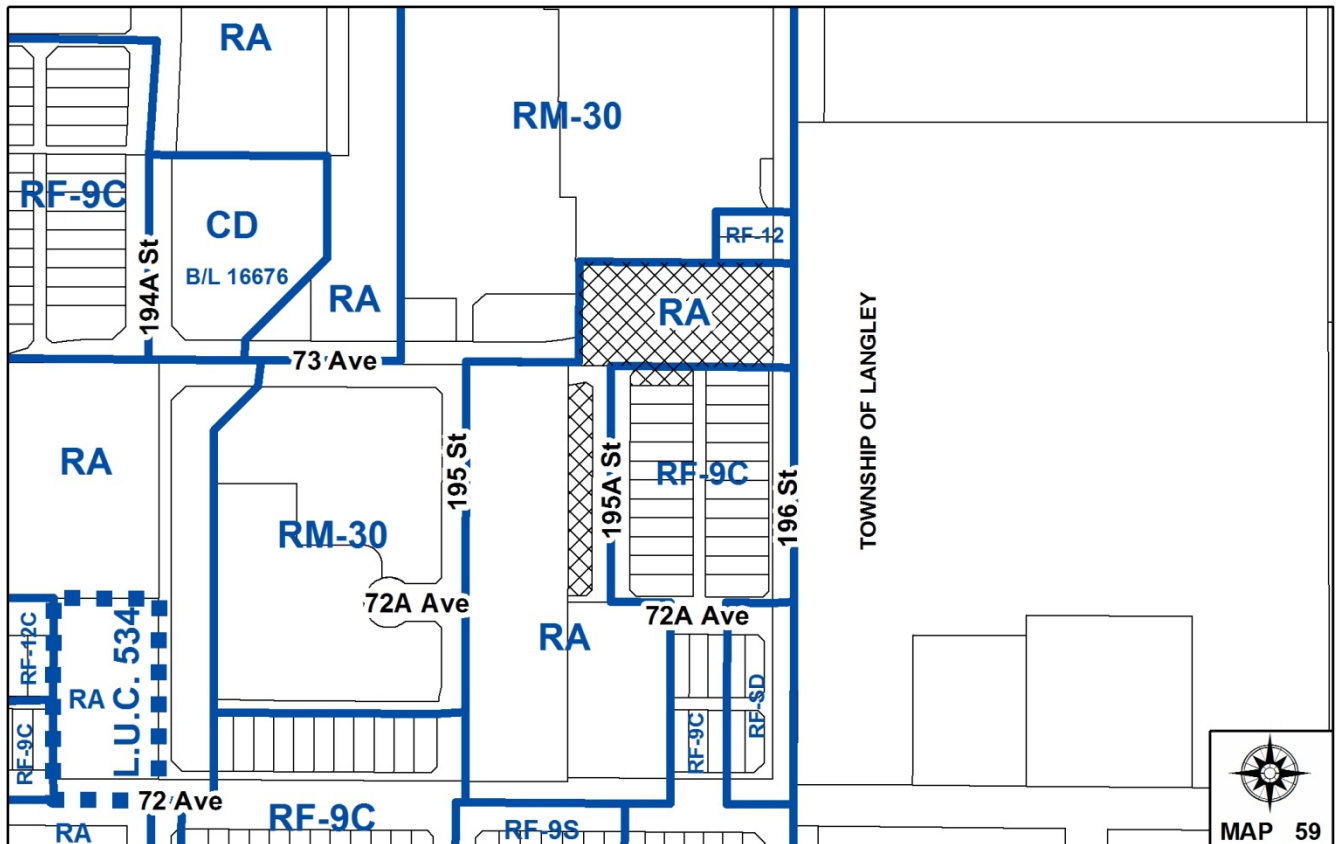 RA
RM-30
RF-9C
CD
B/L 16676
194A St
RF-12
RA
RA
73 Ave
TOWNSHIP OF LANGLEY
RA
195 St
195A St
RF-9C
196 St
RM-30
72A Ave
72A Ave
RA
RF-12C
RA
L.U.C. 534
RF-9C
RF-SD
RF-9C
72 Ave
RF-9C
RF-9S
RA
MAP 59